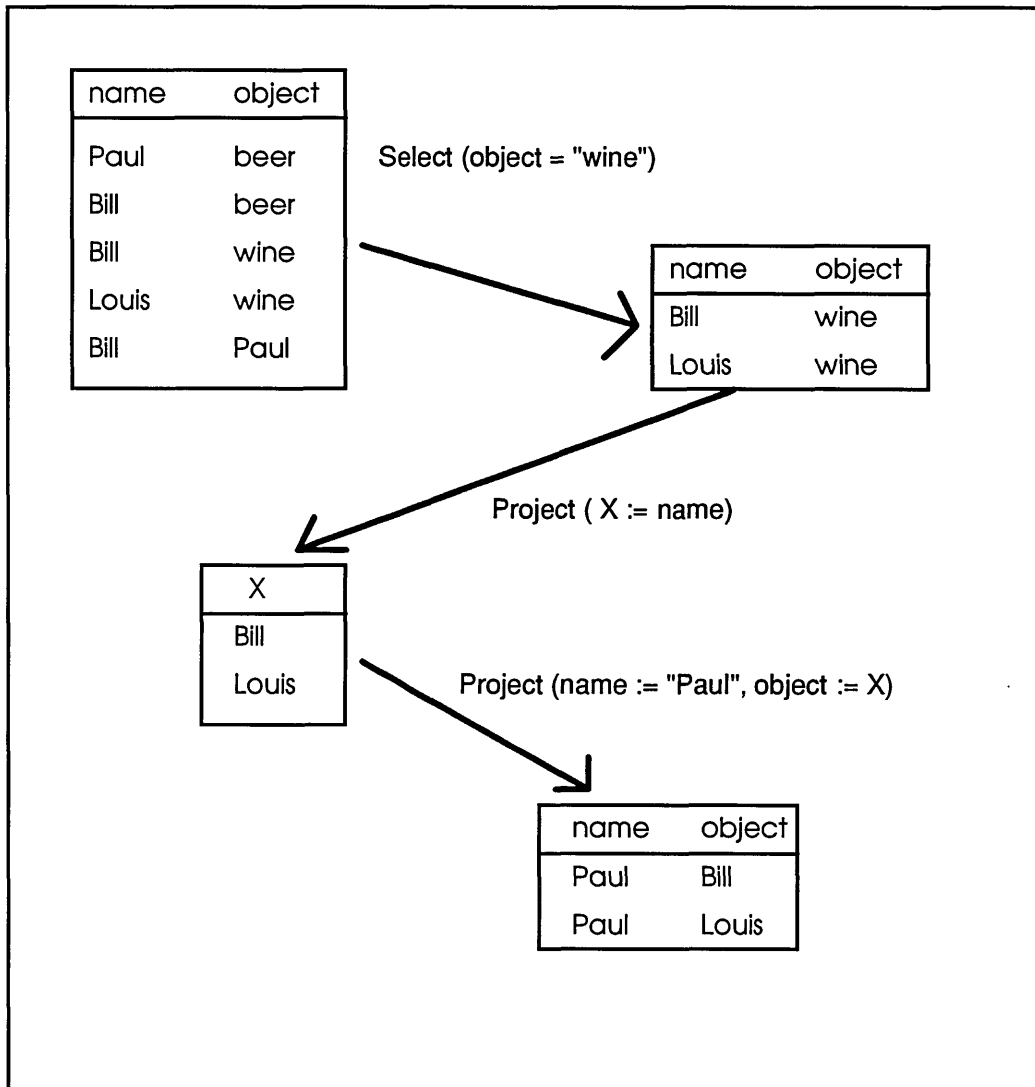 name object
Paul beer
Bill beer
Bill wine
Louis wine
Bill Paul
Select (object = "wine")
name object
Bill wine
Louis wine
Project ( X := name)
X
Bill
Louis
Project (name := "Paul", object := X)
name object
Paul Bill
Paul Louis